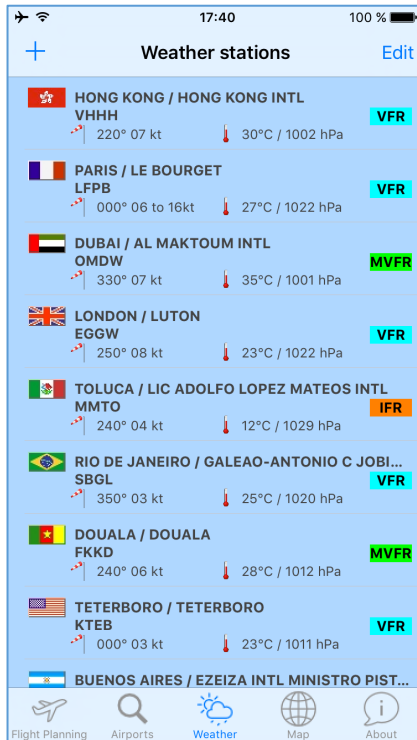 17:40
100 %
Weather stations
Edit
HONG KONG / HONG KONG INTL
VHHH
VFR
220° 07 kt
30°C / 1002 hPa
PARIS / LE BOURGET
LFPB
VFR
000° 06 to 16kt
27°C / 1022 hPa
DUBAI / AL MAKTOUM INTL
OMDW
MVFR
330° 07 kt
35°C / 1001 hPa
LONDON / LUTON
EGGW
VFR
250° 08 kt
23°C / 1022 hPa
TOLUCA / LIC ADOLFO LOPEZ MATEOS INTL
MMTO
IFR
240° 04 kt
12°C / 1029 hPa
RIO DE JANEIRO / GALEAO-ANTONIO C JOBI...
SBGL
VFR
350° 03 kt
25°C / 1020 hPa
DOUALA / DOUALA
FKKD
MVFR
240° 06 kt
28°C / 1012 hPa
TETERBORO / TETERBORO
KTEB
VFR
000° 03 kt
23°C / 1011 hPa
BUENOS AIRES / EZEIZA INTL MINISTRO PIST...
Flight Planning
Airports
Weather
Map
About